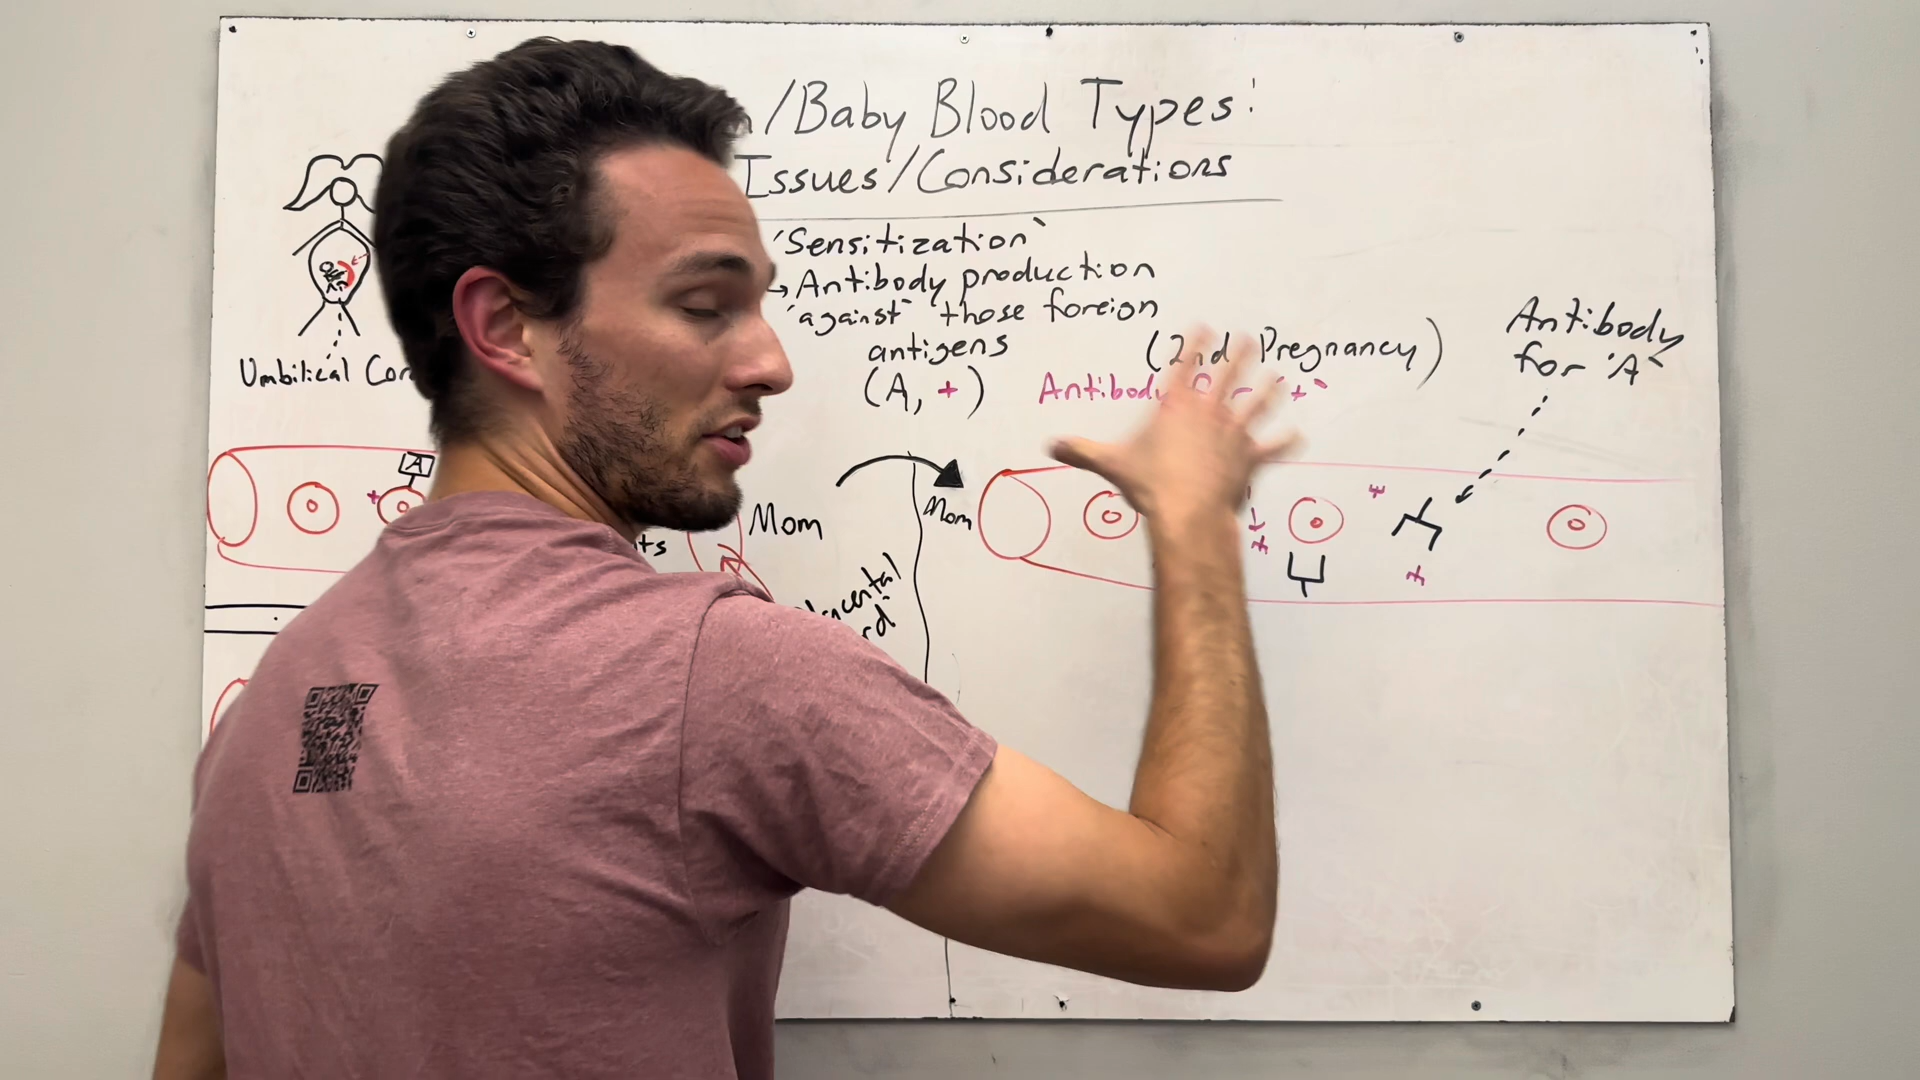 /Baby Blood Types:
Issues/Considerations
"Sensitization"
↳ Antibody production
"against" those foreign
antigens
(A, +)
(2nd Pregnancy)
Antibody "+"
Antibody
for "A"
Umbilical
A
+
Mom
Mom